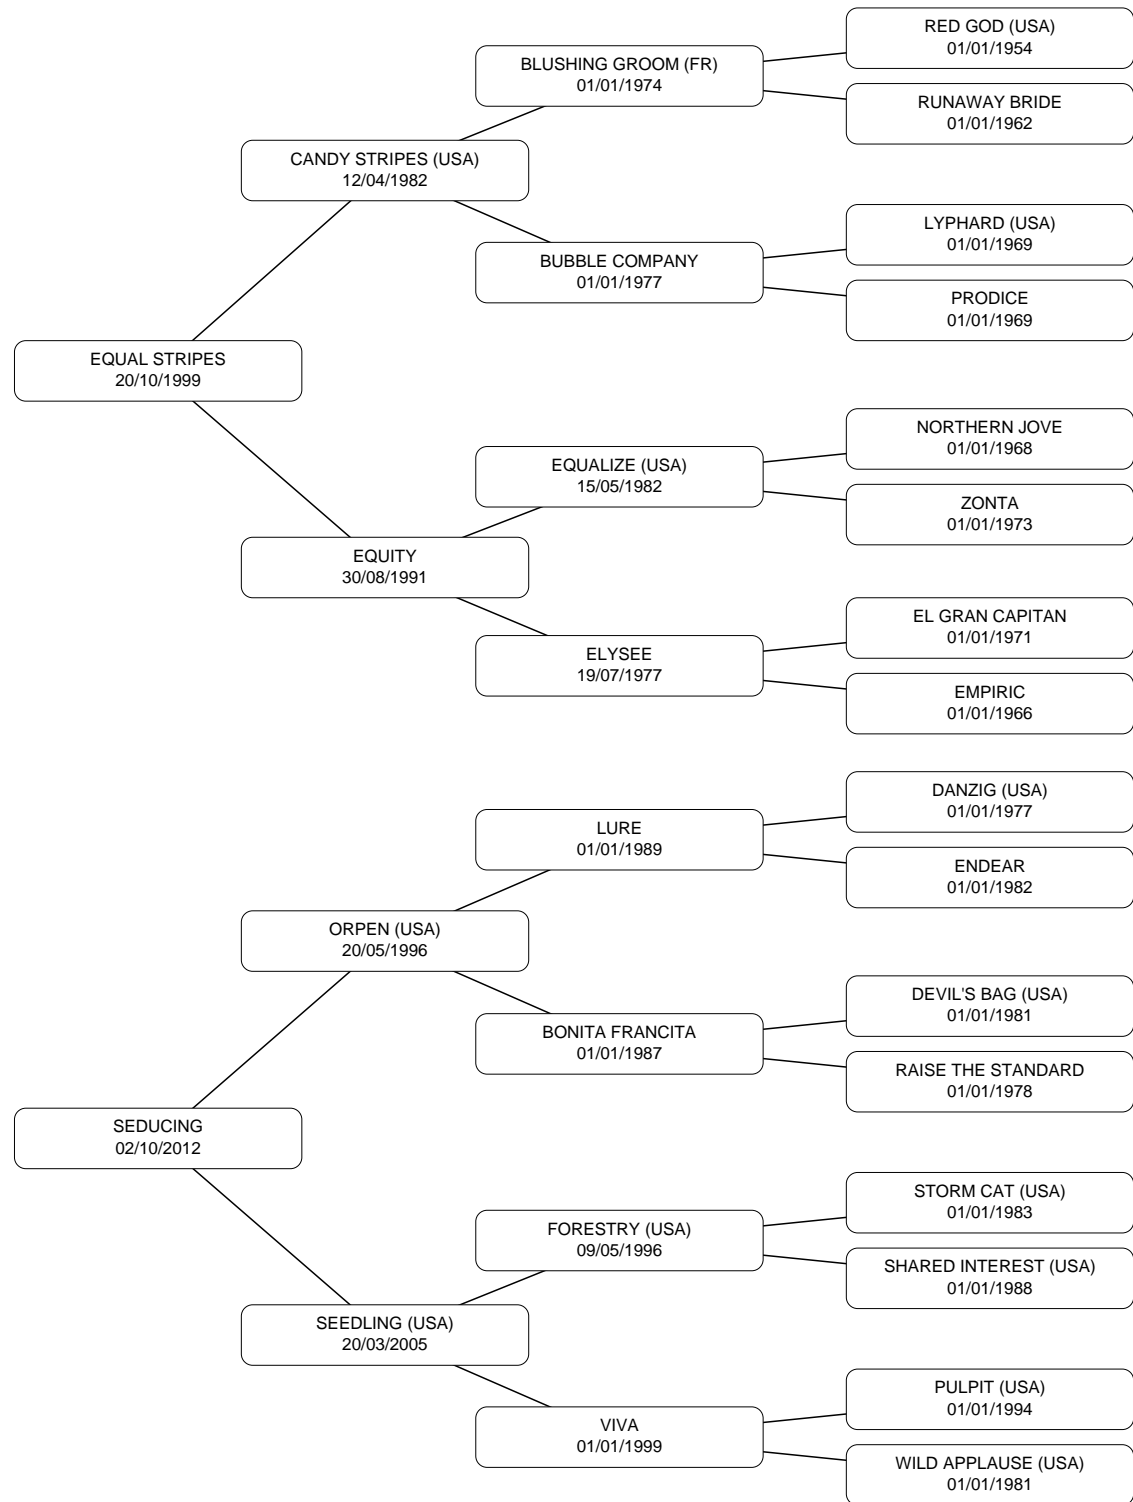 RED GOD (USA)
01/01/1954
BLUSHING GROOM (FR)
01/01/1974
RUNAWAY BRIDE
01/01/1962
CANDY STRIPES (USA)
12/04/1982
LYPHARD (USA)
01/01/1969
BUBBLE COMPANY
01/01/1977
PRODICE
01/01/1969
EQUAL STRIPES
20/10/1999
NORTHERN JOVE
01/01/1968
EQUALIZE (USA)
15/05/1982
ZONTA
01/01/1973
EQUITY
30/08/1991
EL GRAN CAPITAN
01/01/1971
ELYSEE
19/07/1977
EMPIRIC
01/01/1966
DANZIG (USA)
01/01/1977
LURE
01/01/1989
ENDEAR
01/01/1982
ORPEN (USA)
20/05/1996
DEVIL'S BAG (USA)
01/01/1981
BONITA FRANCITA
01/01/1987
RAISE THE STANDARD
01/01/1978
SEDUCING
02/10/2012
STORM CAT (USA)
01/01/1983
FORESTRY (USA)
09/05/1996
SHARED INTEREST (USA)
01/01/1988
SEEDLING (USA)
20/03/2005
PULPIT (USA)
01/01/1994
VIVA
01/01/1999
WILD APPLAUSE (USA)
01/01/1981